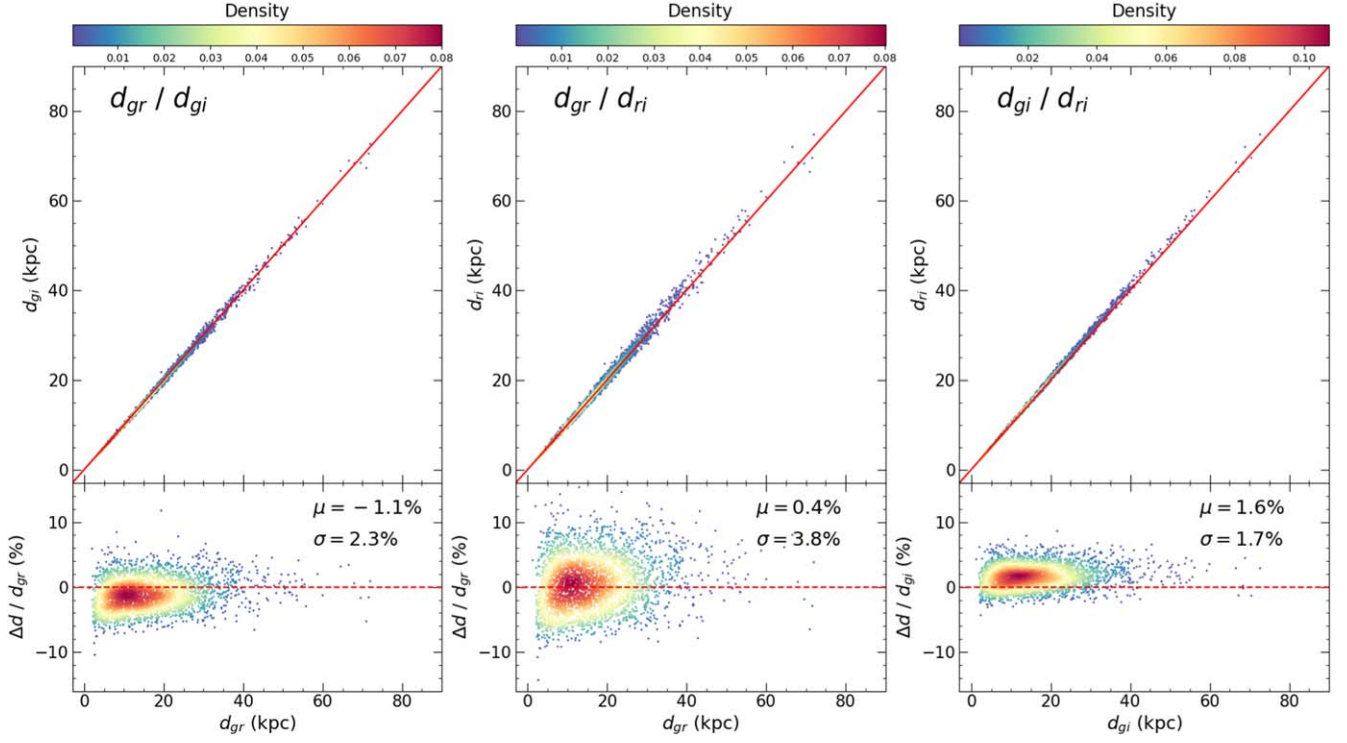 Density Density Density
0.01 0.02 0.03 0.04 0.05 0.06 0.07 0.08 0.01 0.02 0.03 0.04 0.05 0.06 0.07 0.08 0.02 0.04 0.06 0.08 0.10
d_gr / d_gi d_gr / d_ri d_gi / d_ri
80 80 80
60 60 60
d_gi (kpc) d_ri (kpc) d_ri (kpc)
40 40 40
20 20 20
0 0 0
μ = − 1.1% μ = 0.4% μ = 1.6%
10 10 10
σ = 2.3% σ = 3.8% σ = 1.7%
Δd / d_gr (%) Δd / d_gr (%) Δd / d_gi (%)
0 0 0
−10 −10 −10
0 20 40 60 80 0 20 40 60 80 0 20 40 60 80
d_gr (kpc) d_gr (kpc) d_gi (kpc)